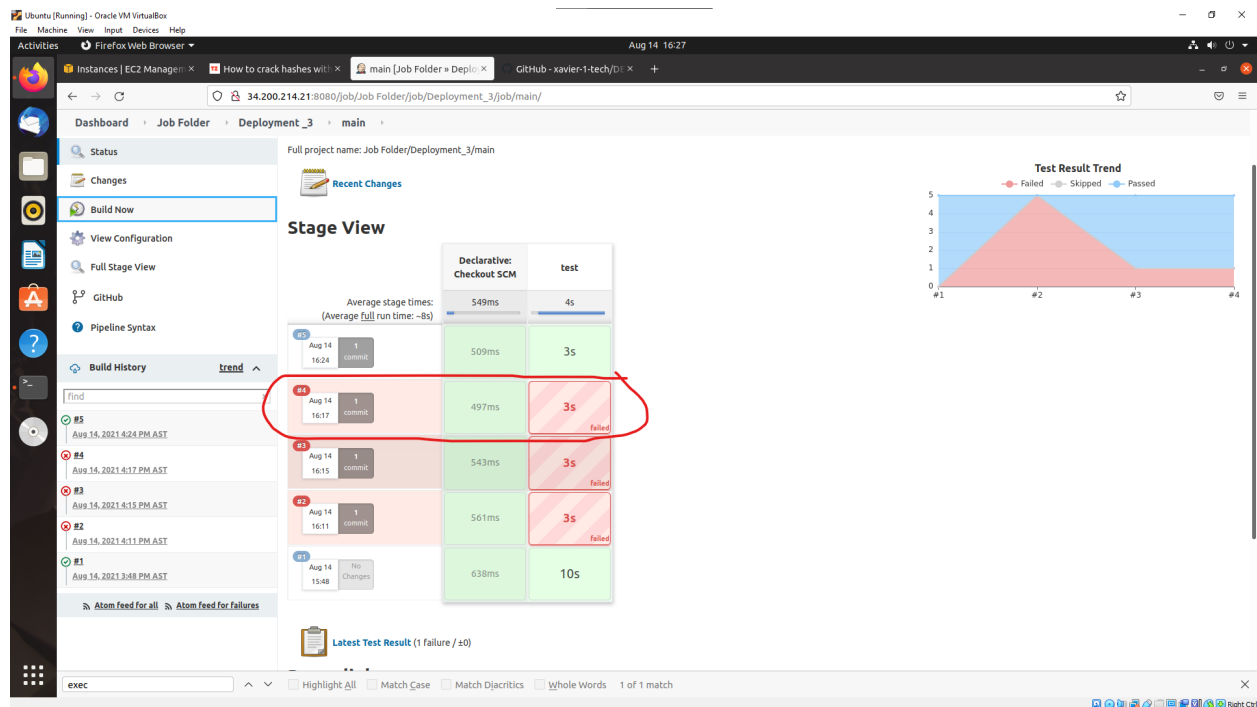 Ubuntu [Running] - Oracle VM VirtualBox
File Machine View Input Devices Help
Activities Firefox Web Browser Aug 14 16:27
Instances | EC2 Managem × How to crack hashes with × main [Job Folder » Deplo × GitHub - xavier-1-tech/DE × +
34.200.214.21:8080/job/Job Folder/job/Deployment_3/job/main/
Dashboard Job Folder Deployment _3 main
Status
Changes
Build Now
View Configuration
Full Stage View
GitHub
Pipeline Syntax
Build History trend
find ×
#5
Aug 14, 2021 4:24 PM AST
#4
Aug 14, 2021 4:17 PM AST
#3
Aug 14, 2021 4:15 PM AST
#2
Aug 14, 2021 4:11 PM AST
#1
Aug 14, 2021 3:48 PM AST
Atom feed for all Atom feed for failures
Full project name: Job Folder/Deployment_3/main
Recent Changes
Stage View
Declarative: Checkout SCM test
Average stage times: 549ms 4s
(Average full run time: ~8s)
#5
Aug 14 1 commit 509ms 3s
16:24
#4
Aug 14 1 commit 497ms 3s
16:17 failed
#3
Aug 14 1 commit 543ms 3s
16:15 failed
#2
Aug 14 1 commit 561ms 3s
16:11 failed
#1
Aug 14 No Changes 638ms 10s
15:48
Latest Test Result (1 failure / ±0)
Test Result Trend
Failed Skipped Passed
5
4
3
2
1
0
#1 #2 #3 #4
exec Highlight All Match Case Match Diacritics Whole Words 1 of 1 match ×
Right Ctrl